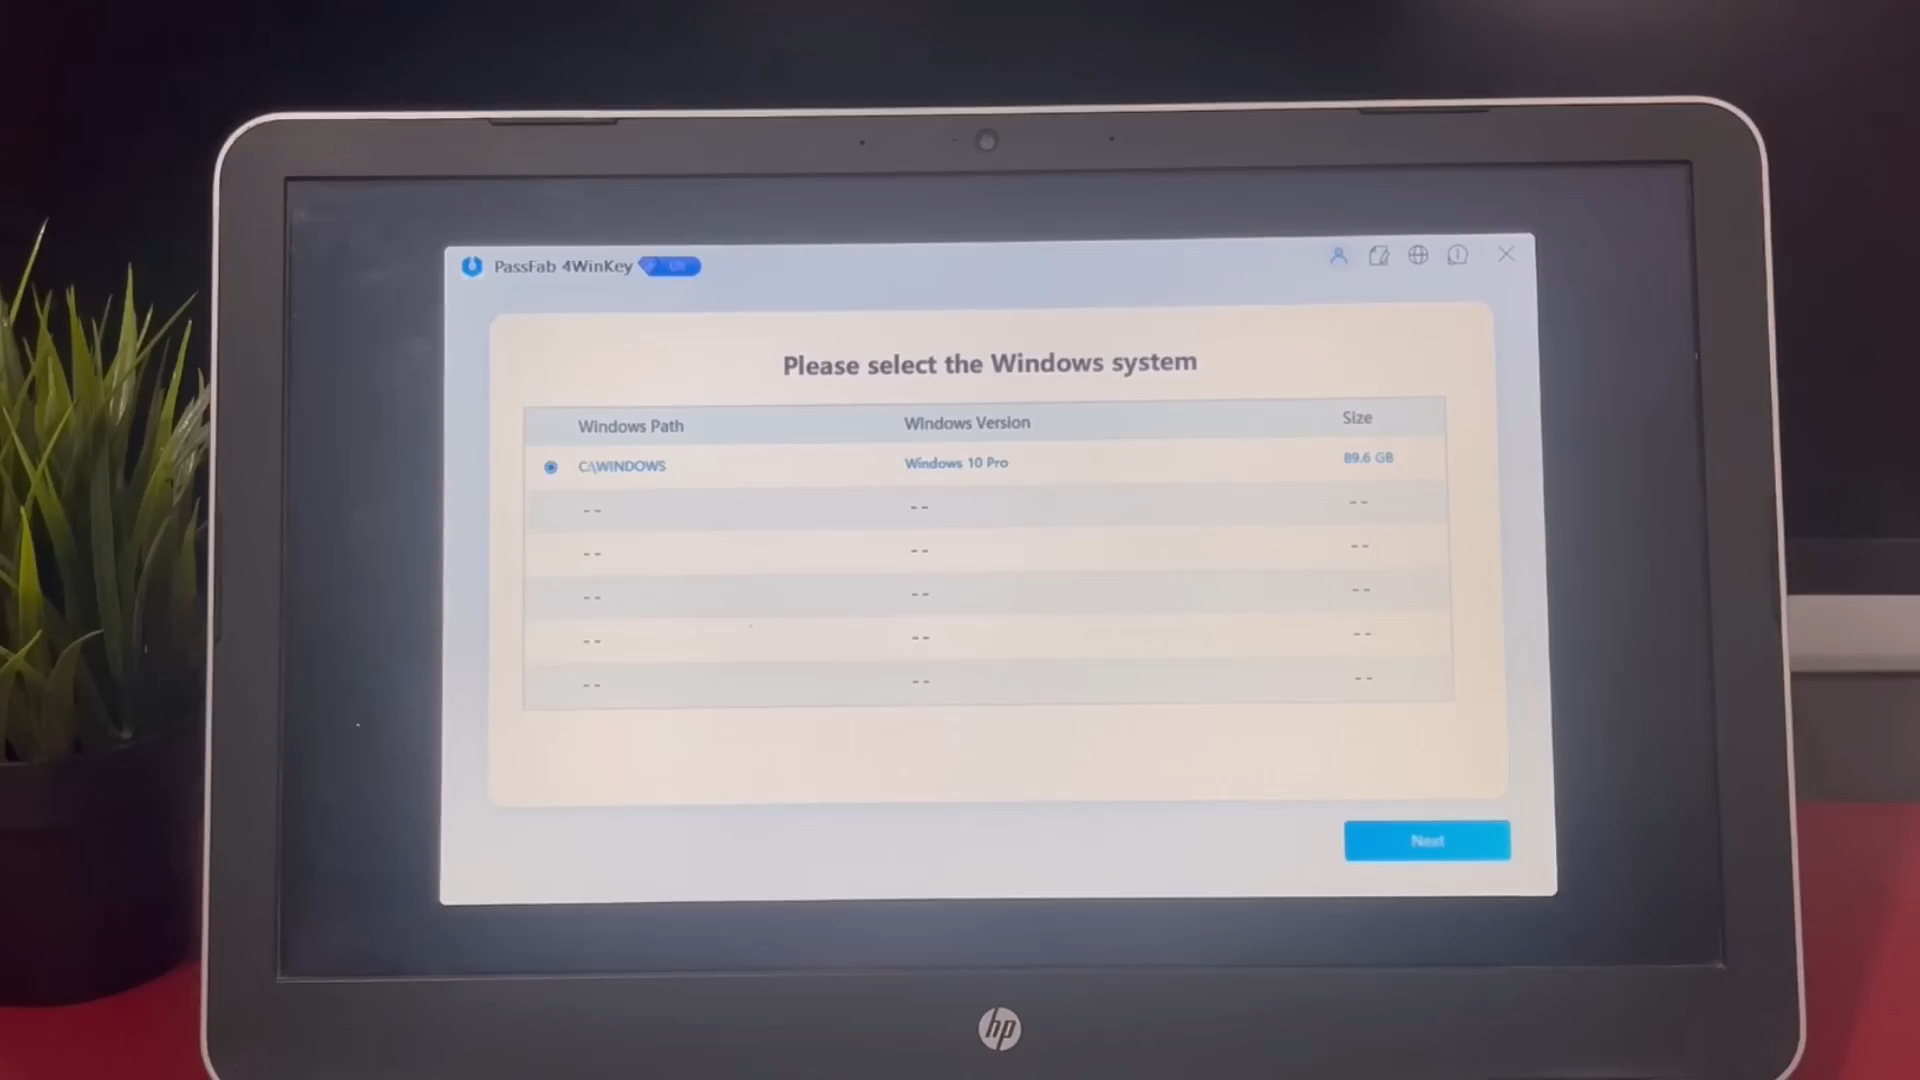 PassFab 4WinKey
Please select the Windows system
Windows Path Windows Version Size
C:\WINDOWS Windows 10 Pro 89.6 GB
-- -- --
-- -- --
-- -- --
-- -- --
-- -- --
Next
hp